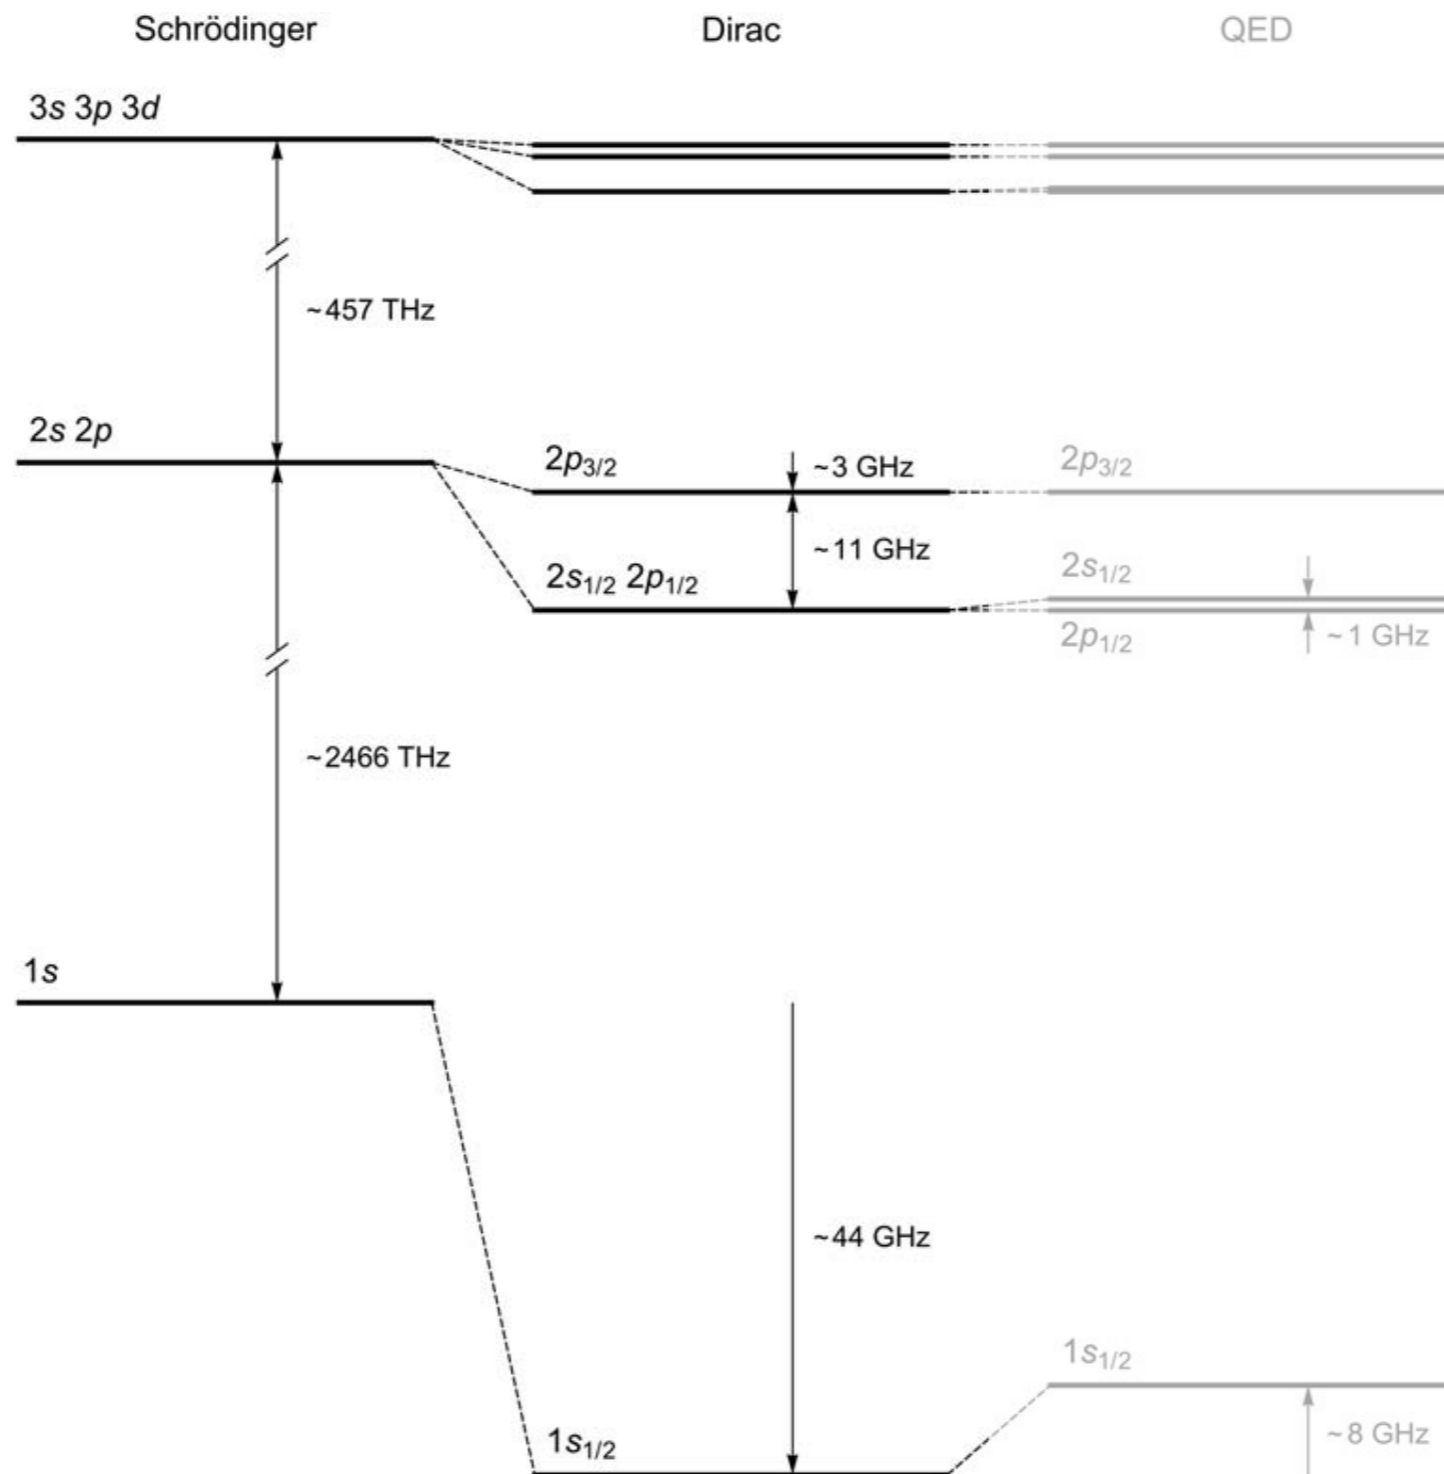 Schrödinger Dirac QED
3s 3p 3d
~457 THz
2s 2p
2p3/2 ~3 GHz 2p3/2
~11 GHz
2s1/2 2p1/2 2s1/2
2p1/2 ~1 GHz
~2466 THz
1s
~44 GHz
1s1/2
1s1/2 ~8 GHz